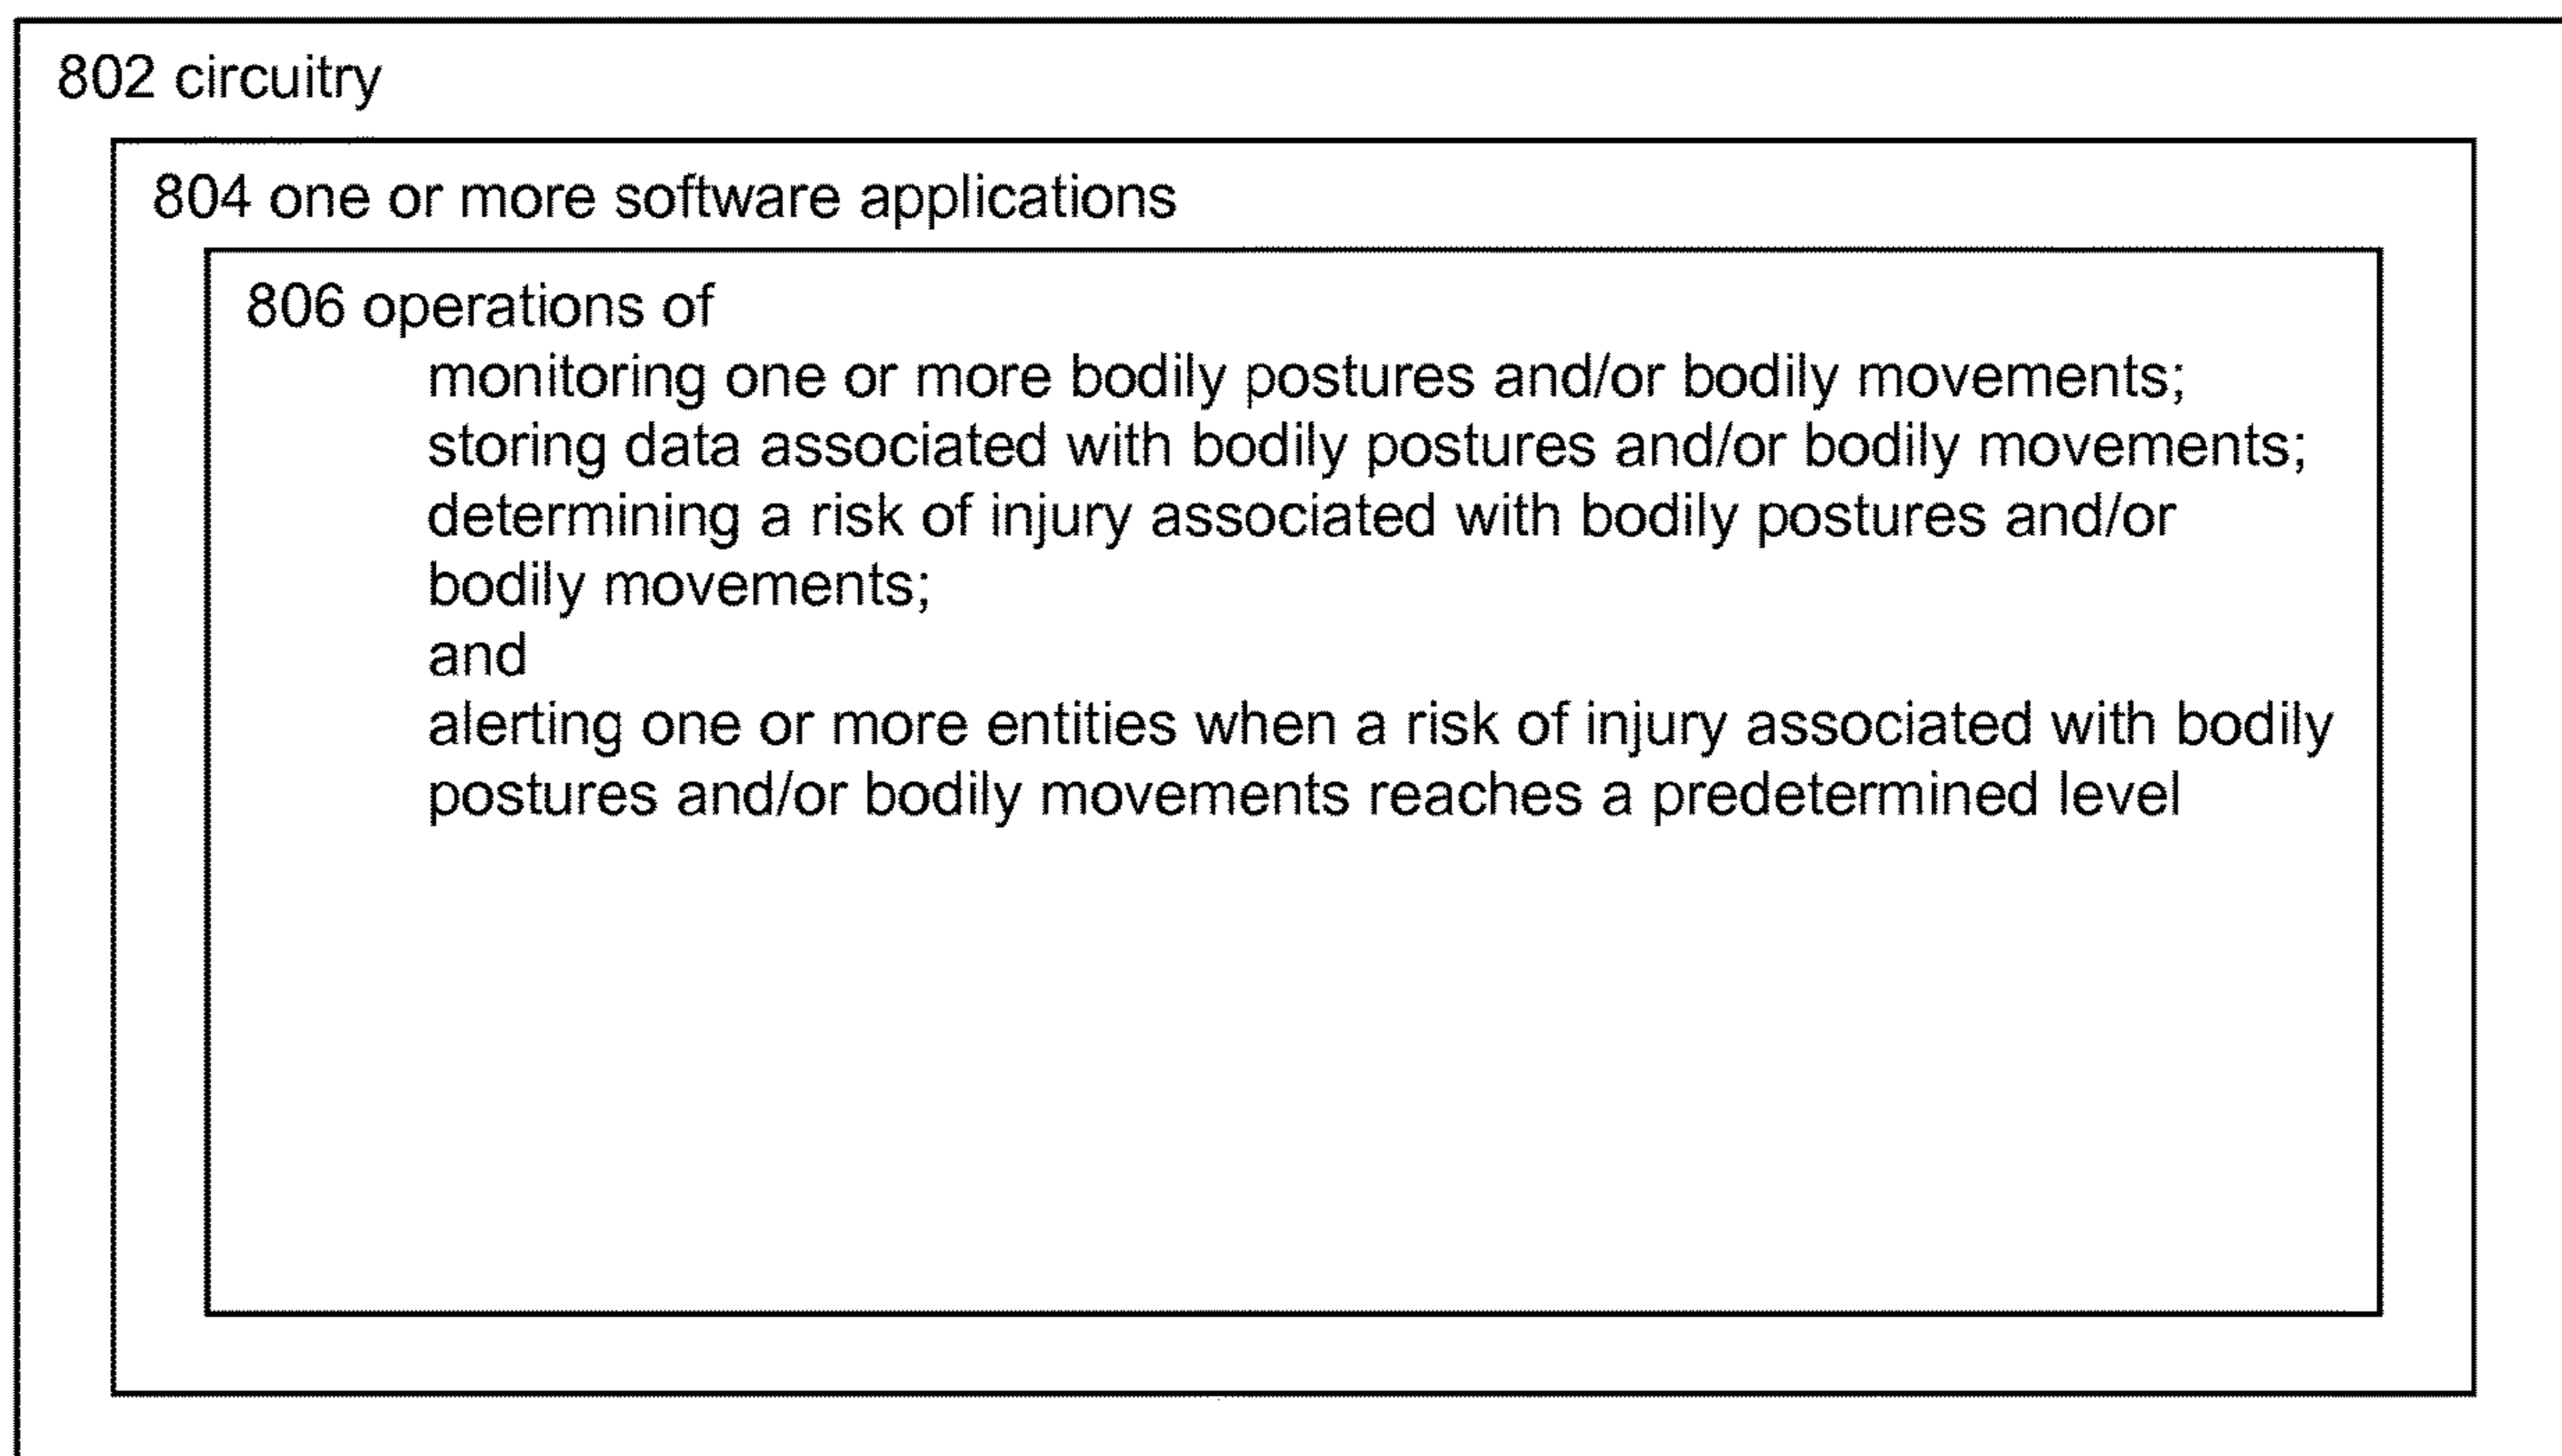 802 circuitry
804 one or more software applications
806 operations of
monitoring one or more bodily postures and/or bodily movements;
storing data associated with bodily postures and/or bodily movements;
determining a risk of injury associated with bodily postures and/or
bodily movements;
and
alerting one or more entities when a risk of injury associated with bodily
postures and/or bodily movements reaches a predetermined level